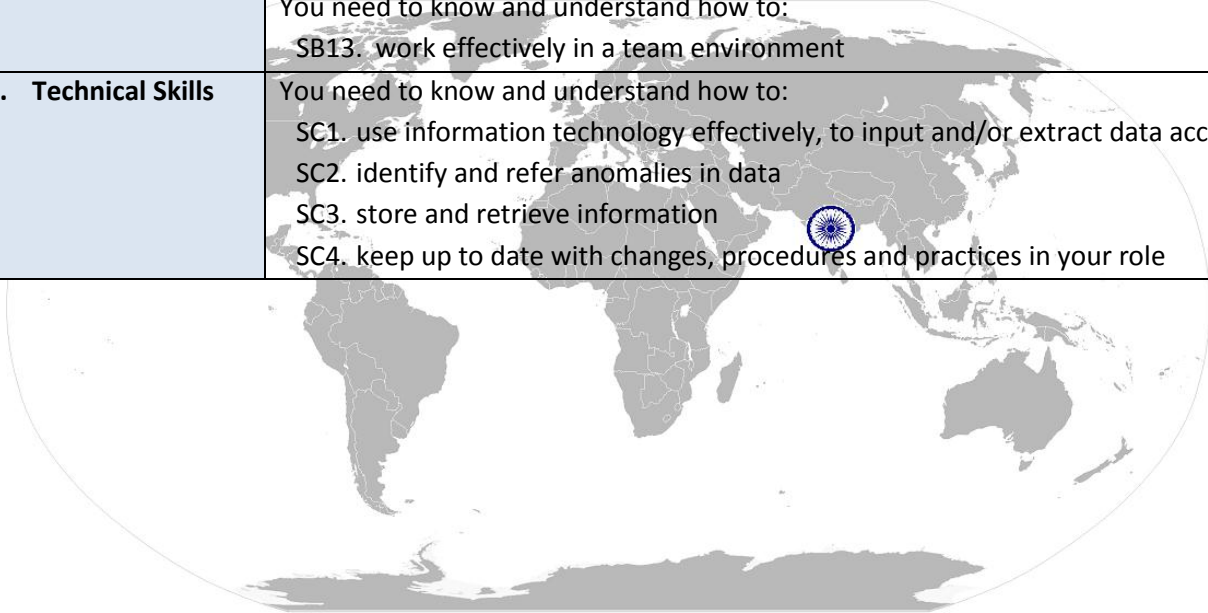 You need to know and understand how to:
SB13. work effectively in a team environment
. Technical Skills
You need to know and understand how to:
SC1. use information technology effectively, to input and/or extract data acc
SC2. identify and refer anomalies in data
SC3. store and retrieve information
SC4. keep up to date with changes, procedures and practices in your role